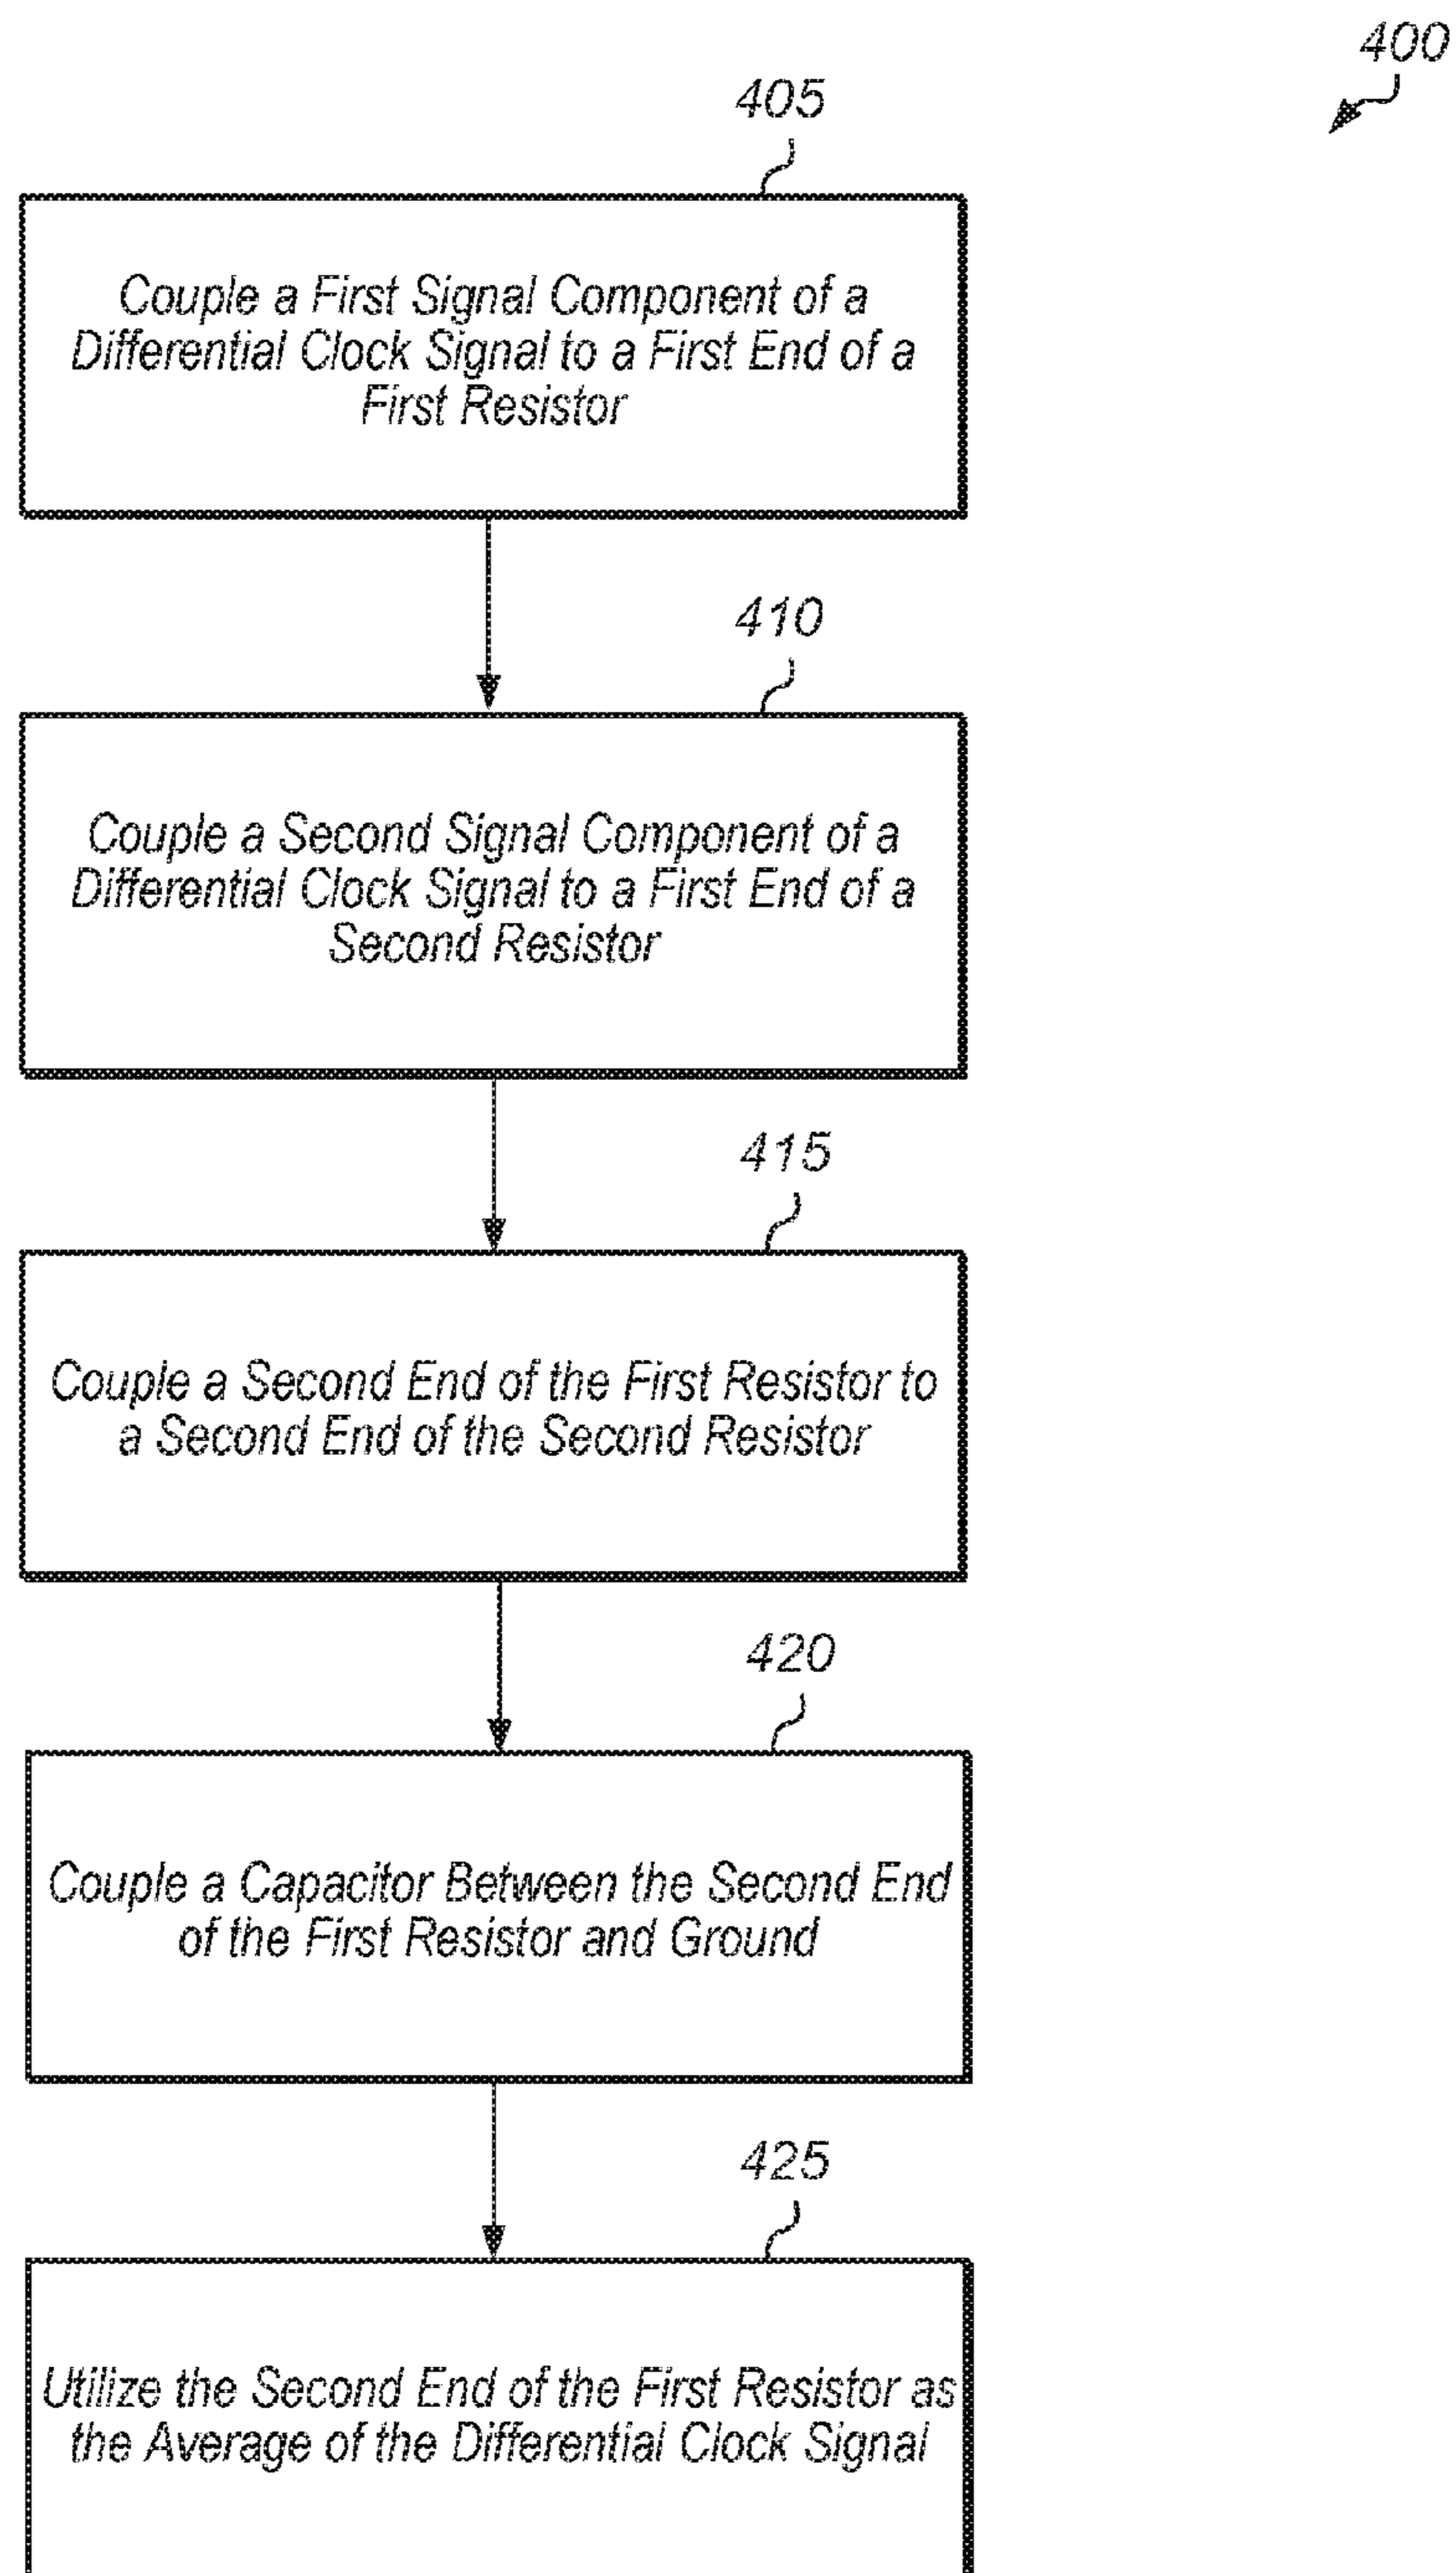 400
405
Couple a First Signal Component of a
Differential Clock Signal to a First End of a
First Resistor
410
Couple a Second Signal Component of a
Differential Clock Signal to a First End of a
Second Resistor
415
Couple a Second End of the First Resistor to
a Second End of the Second Resistor
420
Couple a Capacitor Between the Second End
of the First Resistor and Ground
425
Utilize the Second End of the First Resistor as
the Average of the Differential Clock Signal